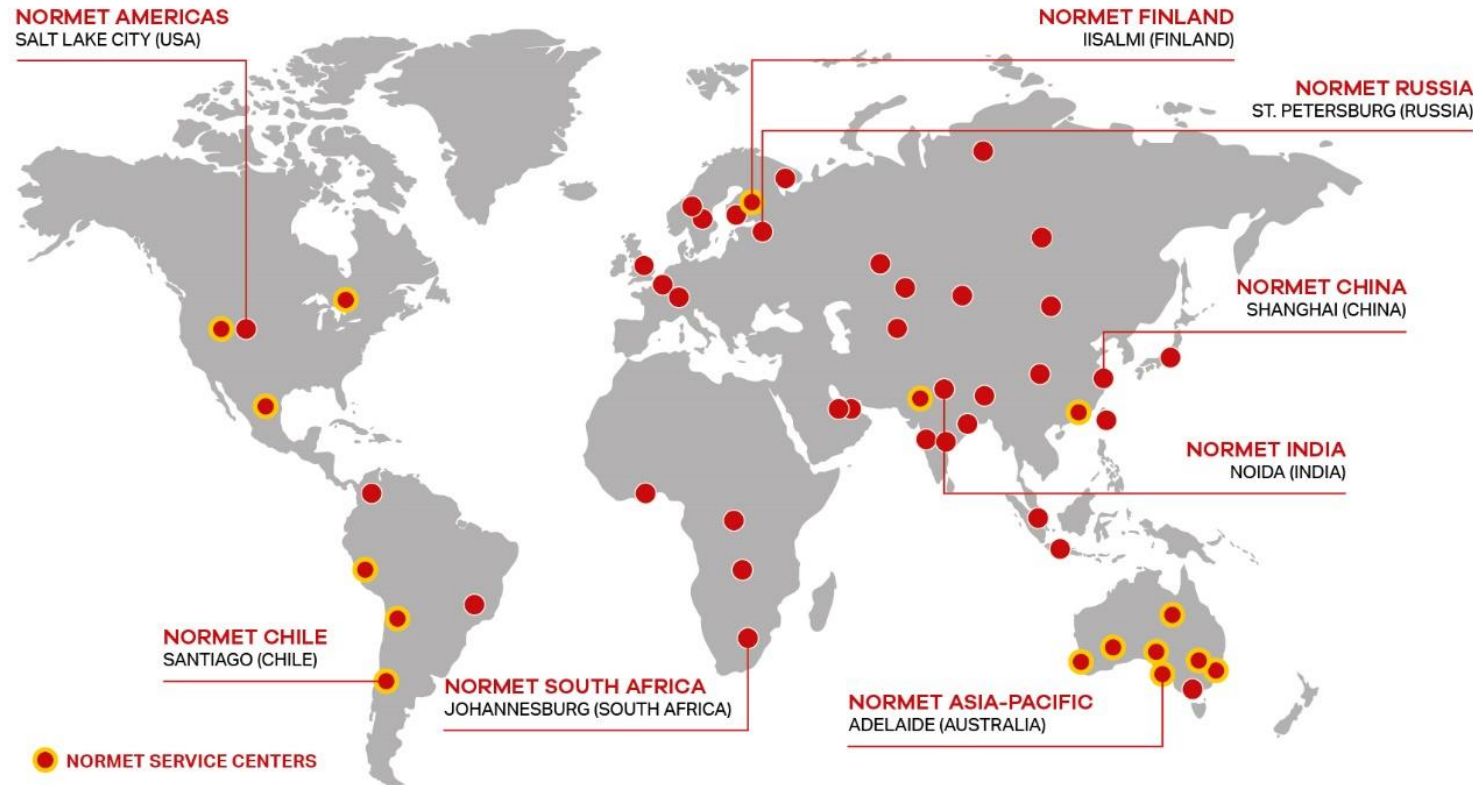 NORMET AMERICAS
SALT LAKE CITY (USA)
NORMET FINLAND
IISALMI (FINLAND)
NORMET RUSSIA
ST. PETERSBURG (RUSSIA)
NORMET CHINA
SHANGHAI (CHINA)
NORMET INDIA
NOIDA (INDIA)
NORMET CHILE
SANTIAGO (CHILE)
NORMET SOUTH AFRICA
JOHANNESBURG (SOUTH AFRICA)
NORMET ASIA-PACIFIC
ADELAIDE (AUSTRALIA)
NORMET SERVICE CENTERS